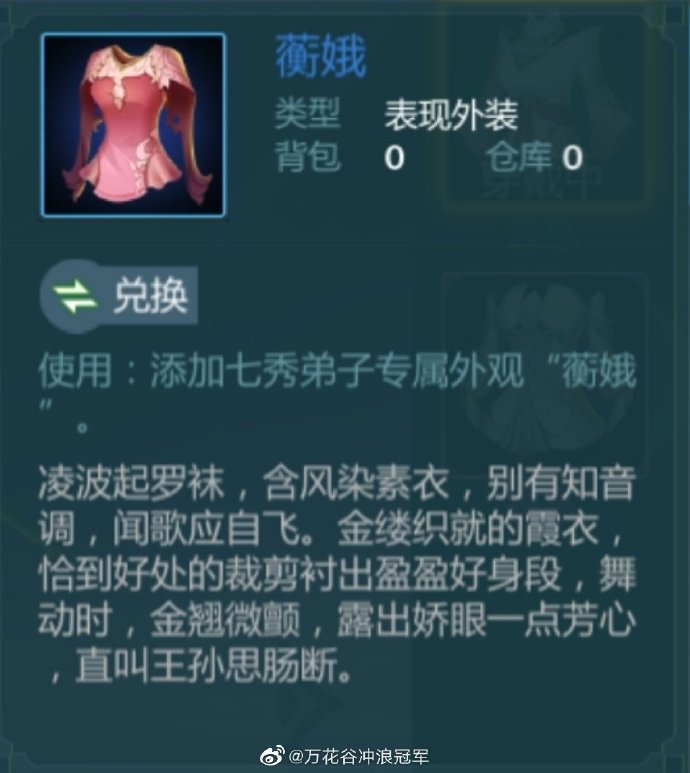 蘅娥
类型 表现外装
背包 0 仓库 0
穿戴中
兑换
使用：添加七秀弟子专属外观“蘅娥
”。
凌波起罗袜，含风染素衣，别有知音
调，闻歌应自飞。金缕织就的霞衣，
恰到好处的裁剪衬出盈盈好身段，舞
动时，金翘微颤，露出娇眼一点芳心
，直叫王孙思肠断。
@万花谷冲浪冠军